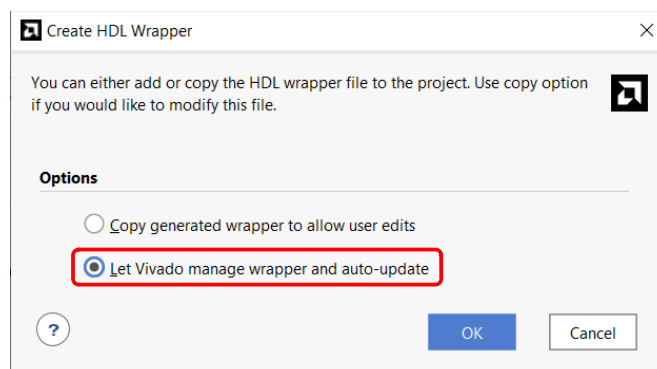 Create HDL Wrapper
You can either add or copy the HDL wrapper file to the project. Use copy option
if you would like to modify this file.
Options
Copy generated wrapper to allow user edits
Let Vivado manage wrapper and auto-update
?
OK
Cancel